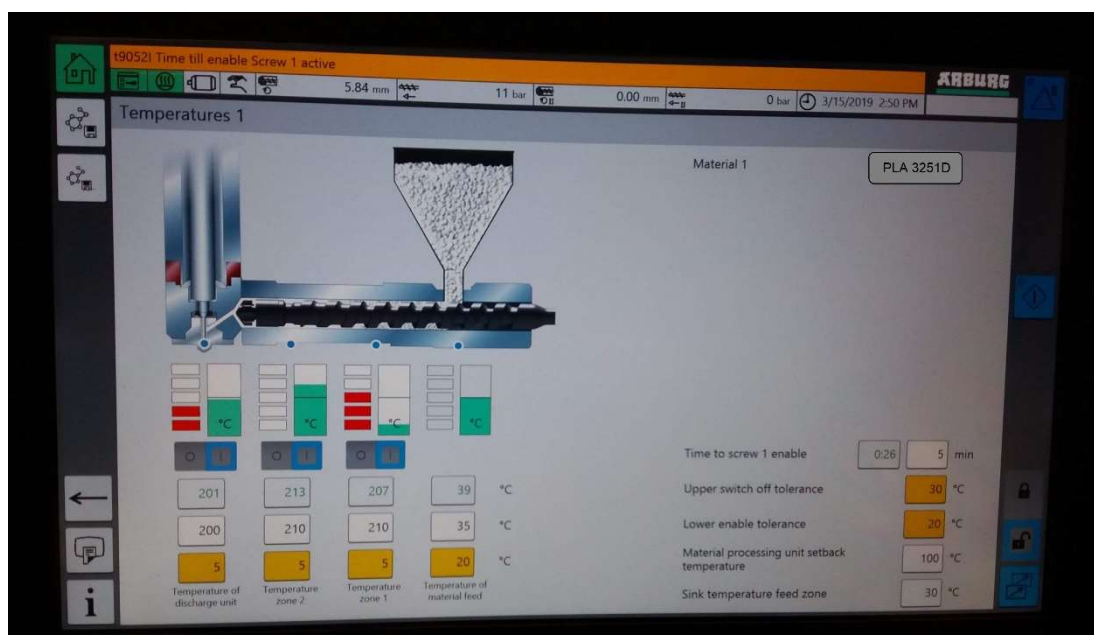 t9052I Time till enable Screw 1 active
ARBURG
5.84 mm 11 bar 0.00 mm 0 bar 3/15/2019 2:50 PM
Temperatures 1
Material 1 PLA 3251D
°C °C °C °C
Time to screw 1 enable 0:26 5 min
201 213 207 39 °C
Upper switch off tolerance 30 °C
200 210 210 35 °C
Lower enable tolerance 20 °C
5 5 5 20 °C
Material processing unit setback
temperature 100 °C
Temperature of Temperature Temperature Temperature of
discharge unit zone 2 zone 1 material feed
Sink temperature feed zone 30 °C